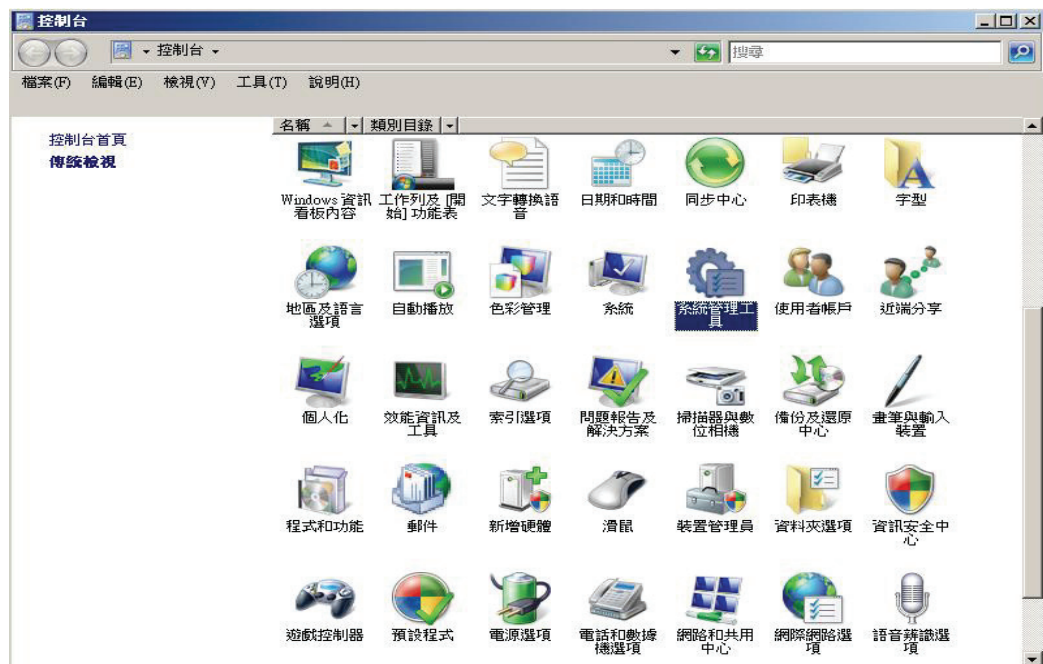 控制台
控制台
搜尋
檔案(F) 編輯(E) 檢視(V) 工具(T) 說明(H)
名稱 類別目錄
控制台首頁
傳統檢視
Windows 資訊看板內容
工作列及 [開始] 功能表
文字轉換語音
日期和時間
同步中心
印表機
字型
地區及語言選項
自動播放
色彩管理
系統
系統管理工具
使用者帳戶
近端分享
個人化
效能資訊及工具
索引選項
問題報告及解決方案
掃描器與數位相機
備份及還原中心
畫筆與輸入裝置
程式和功能
郵件
新增硬體
滑鼠
裝置管理員
資料夾選項
資訊安全中心
遊戲控制器
預設程式
電源選項
電話和數據機選項
網路和共用中心
網際網路選項
語音辨識選項